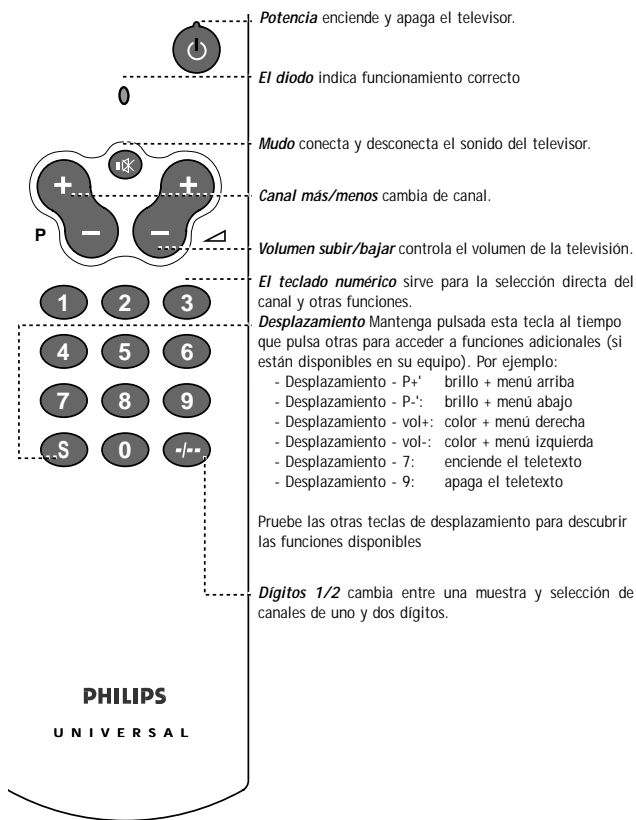 Potencia enciende y apaga el televisor.
El diodo indica funcionamiento correcto
Mudo conecta y desconecta el sonido del televisor.
+ +
Canal más/menos cambia de canal.
P - -
Volumen subir/bajar controla el volumen de la televisión.
El teclado numérico sirve para la selección directa del
canal y otras funciones.
1 2 3
Desplazamiento Mantenga pulsada esta tecla al tiempo
que pulsa otras para acceder a funciones adicionales (si
están disponibles en su equipo). Por ejemplo:
4 5 6
- Desplazamiento - P+' brillo + menú arriba
- Desplazamiento - P-': brillo + menú abajo
7 8 9
- Desplazamiento - vol+: color + menú derecha
- Desplazamiento - vol-: color + menú izquierda
S 0 -/--
- Desplazamiento - 7: enciende el teletexto
- Desplazamiento - 9: apaga el teletexto
Pruebe las otras teclas de desplazamiento para descubrir
las funciones disponibles
Dígitos 1/2 cambia entre una muestra y selección de
canales de uno y dos dígitos.
PHILIPS
UNIVERSAL